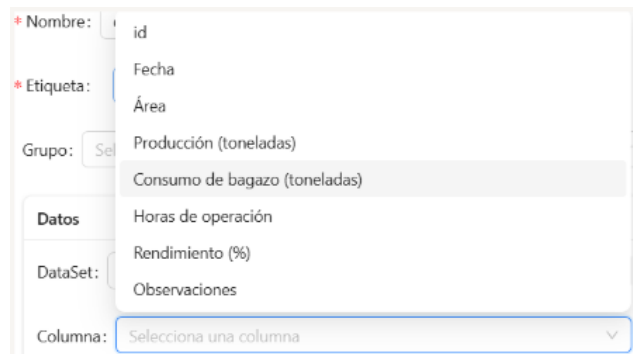 * Nombre:
id
Fecha
* Etiqueta:
Área
Grupo:
Producción (toneladas)
Consumo de bagazo (toneladas)
Datos
Horas de operación
Rendimiento (%)
DataSet:
Observaciones
Columna: Selecciona una columna